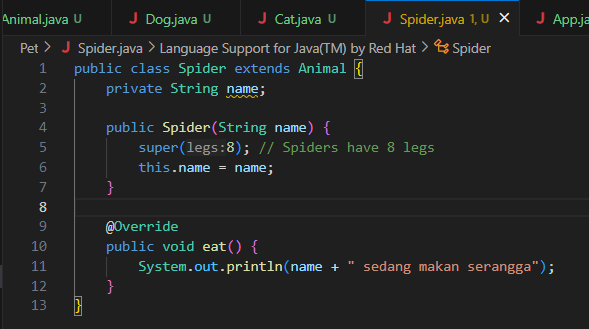 Animal.java U J Dog.java U J Cat.java U J Spider.java 1, U × J App.ja
Pet > J Spider.java > Language Support for Java(TM) by Red Hat > Spider
1 public class Spider extends Animal {
2 private String name;
3
4 public Spider(String name) {
5 super(legs:8); // Spiders have 8 legs
6 this.name = name;
7 }
8
9 @Override
10 public void eat() {
11 System.out.println(name + " sedang makan serangga");
12 }
13 }